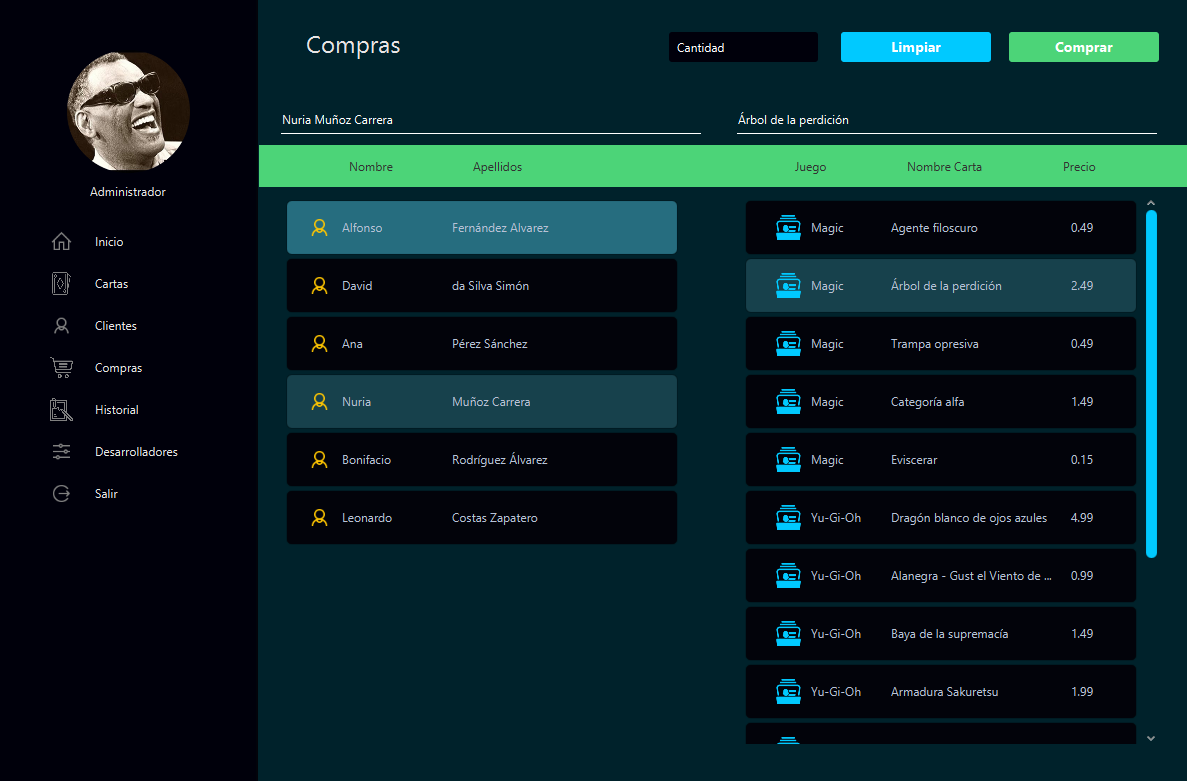 Compras
Cantidad
Limpiar
Comprar
Administrador
Inicio
Cartas
Clientes
Compras
Historial
Desarrolladores
Salir
Nuria Muñoz Carrera
Árbol de la perdición
Nombre Apellidos
Juego Nombre Carta Precio
Alfonso Fernández Alvarez
David da Silva Simón
Ana Pérez Sánchez
Nuria Muñoz Carrera
Bonifacio Rodríguez Álvarez
Leonardo Costas Zapatero
Magic Agente filoscuro 0.49
Magic Árbol de la perdición 2.49
Magic Trampa opresiva 0.49
Magic Categoría alfa 1.49
Magic Eviscerar 0.15
Yu-Gi-Oh Dragón blanco de ojos azules 4.99
Yu-Gi-Oh Alanegra - Gust el Viento de ... 0.99
Yu-Gi-Oh Baya de la supremacía 1.49
Yu-Gi-Oh Armadura Sakuretsu 1.99